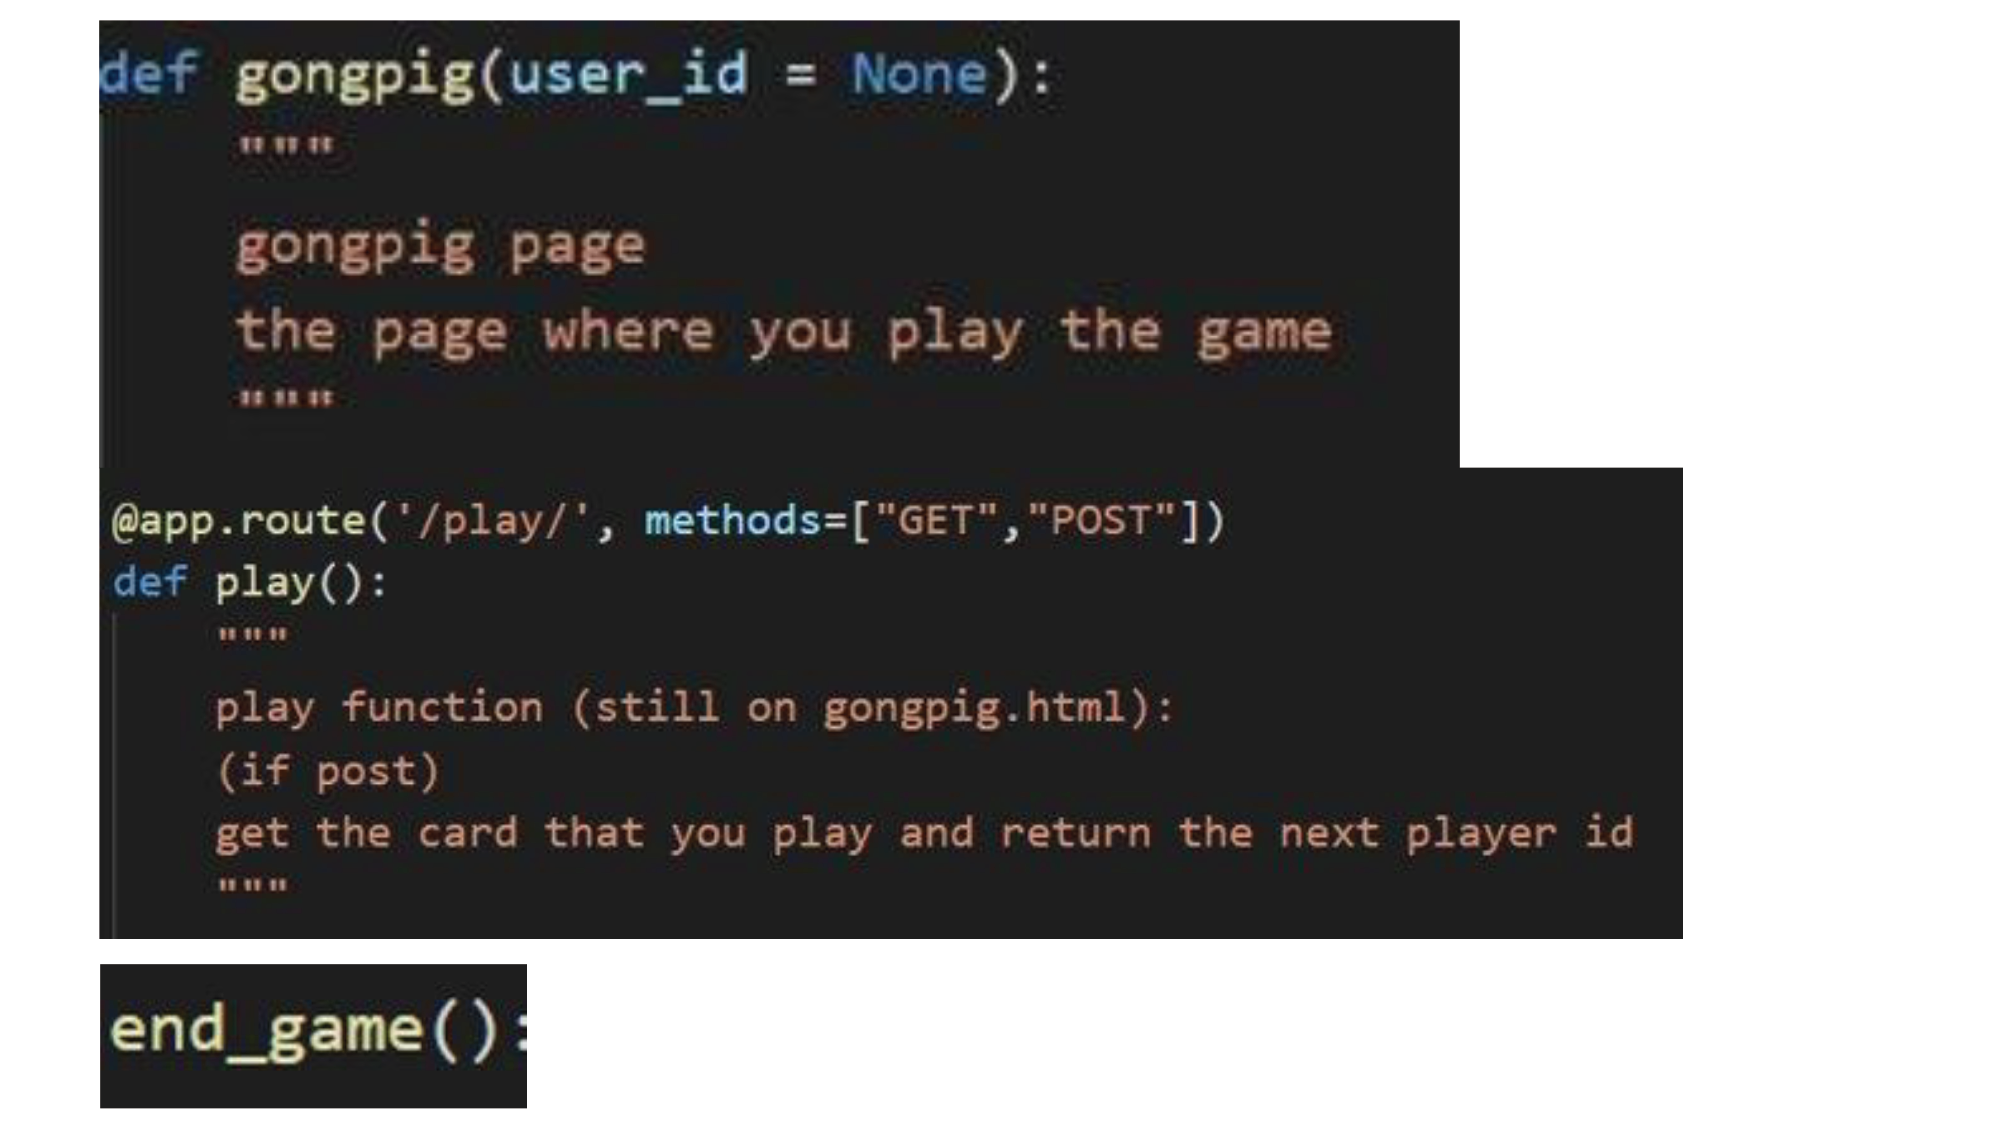 def gongpig(user_id = None):
"""
gongpig page
the page where you play the game
"""
@app.route('/play/', methods=["GET","POST"])
def play():
"""
play function (still on gongpig.html):
(if post)
get the card that you play and return the next player id
"""
end_game():